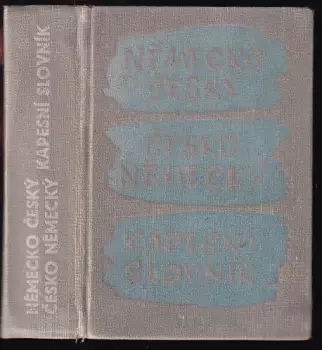 NĚMECKO ČESKÝ
ČESKO NĚMECKÝ
KAPESNÍ SLOVNÍK
NĚMECKO
ČESKÝ
ČESKO
NĚMECKÝ
KAPESNÍ
SLOVNÍK